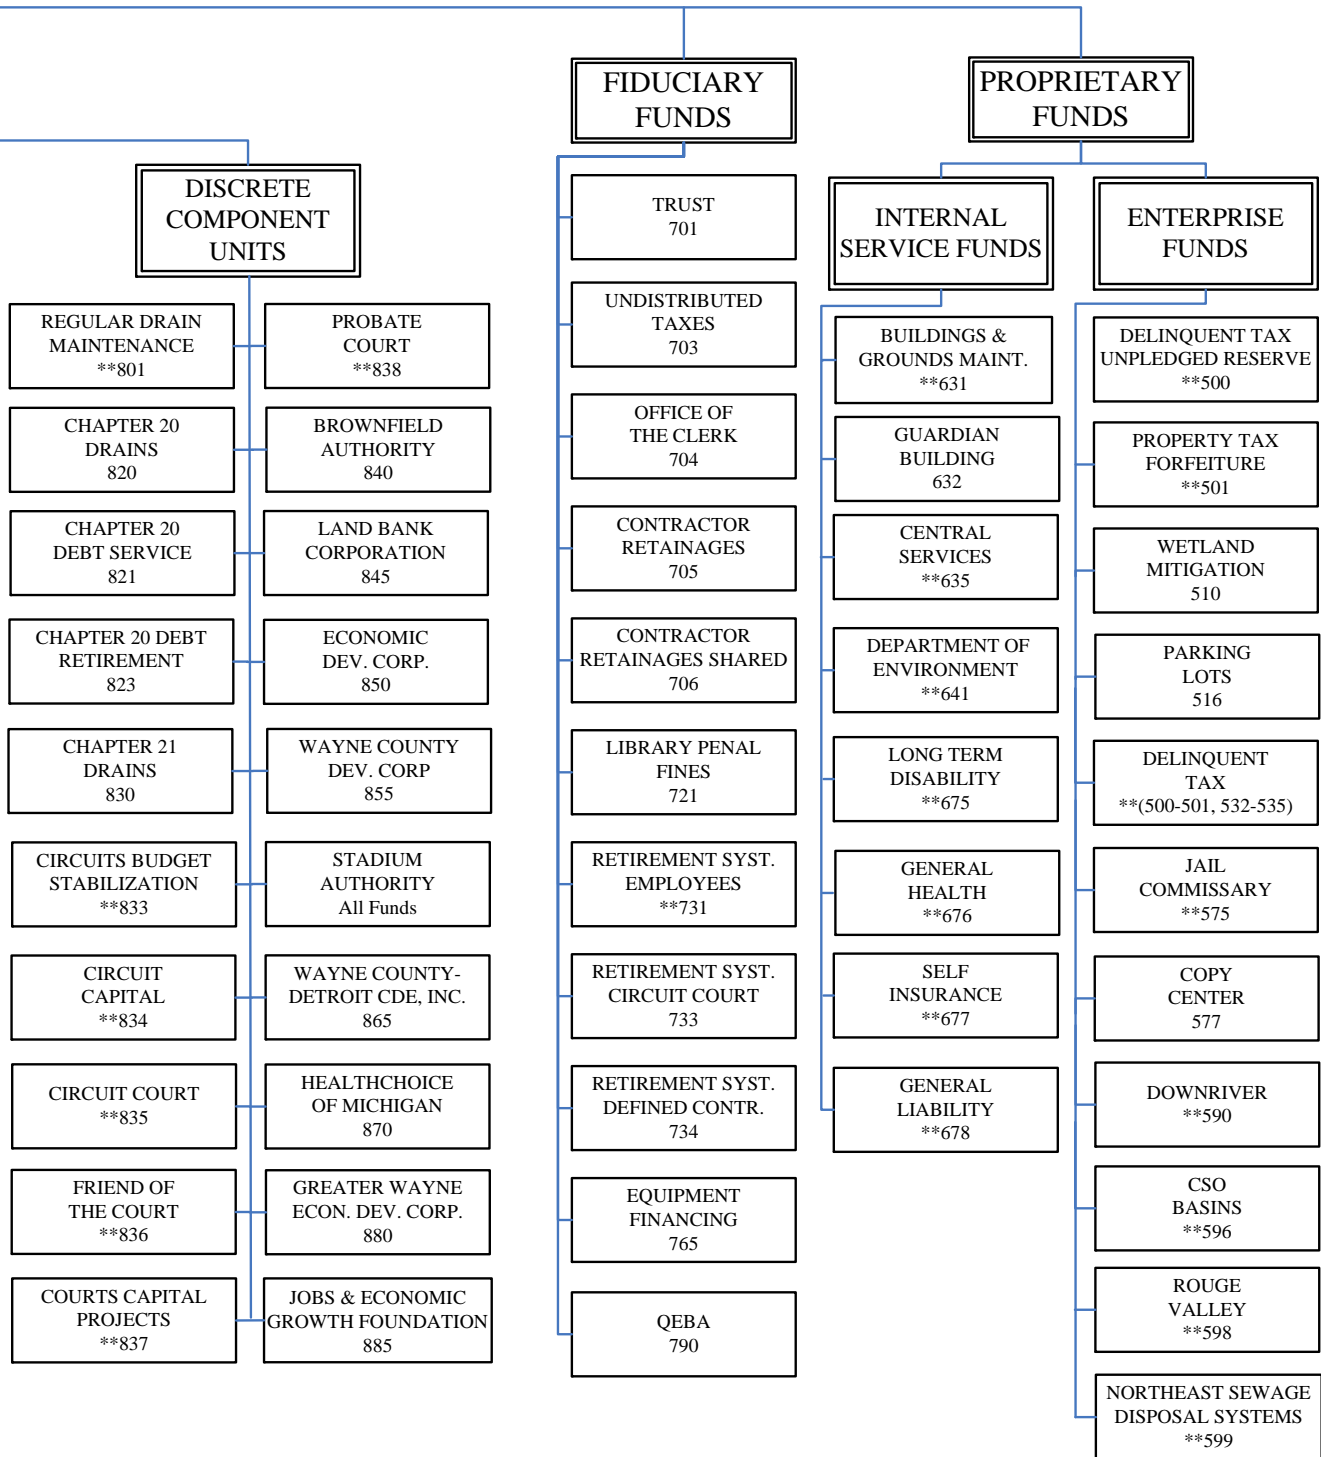 FIDUCIARY
FUNDS
PROPRIETARY
FUNDS
DISCRETE
COMPONENT
UNITS
REGULAR DRAIN
MAINTENANCE
**801
CHAPTER 20
DRAINS
820
CHAPTER 20
DEBT SERVICE
821
CHAPTER 20 DEBT
RETIREMENT
823
CHAPTER 21
DRAINS
830
CIRCUITS BUDGET
STABILIZATION
**833
CIRCUIT
CAPITAL
**834
CIRCUIT COURT
**835
FRIEND OF
THE COURT
**836
COURTS CAPITAL
PROJECTS
**837
PROBATE
COURT
**838
BROWNFIELD
AUTHORITY
840
LAND BANK
CORPORATION
845
ECONOMIC
DEV. CORP.
850
WAYNE COUNTY
DEV. CORP
855
STADIUM
AUTHORITY
All Funds
WAYNE COUNTY-
DETROIT CDE, INC.
865
HEALTHCHOICE
OF MICHIGAN
870
GREATER WAYNE
ECON. DEV. CORP.
880
JOBS & ECONOMIC
GROWTH FOUNDATION
885
TRUST
701
UNDISTRIBUTED
TAXES
703
OFFICE OF
THE CLERK
704
CONTRACTOR
RETAINAGES
705
CONTRACTOR
RETAINAGES SHARED
706
LIBRARY PENAL
FINES
721
RETIREMENT SYST.
EMPLOYEES
**731
RETIREMENT SYST.
CIRCUIT COURT
733
RETIREMENT SYST.
DEFINED CONTR.
734
EQUIPMENT
FINANCING
765
QEBA
790
INTERNAL
SERVICE FUNDS
BUILDINGS &
GROUNDS MAINT.
**631
GUARDIAN
BUILDING
632
CENTRAL
SERVICES
**635
DEPARTMENT OF
ENVIRONMENT
**641
LONG TERM
DISABILITY
**675
GENERAL
HEALTH
**676
SELF
INSURANCE
**677
GENERAL
LIABILITY
**678
ENTERPRISE
FUNDS
DELINQUENT TAX
UNPLEDGED RESERVE
**500
PROPERTY TAX
FORFEITURE
**501
WETLAND
MITIGATION
510
PARKING
LOTS
516
DELINQUENT
TAX
**(500-501, 532-535)
JAIL
COMMISSARY
**575
COPY
CENTER
577
DOWNRIVER
**590
CSO
BASINS
**596
ROUGE
VALLEY
**598
NORTHEAST SEWAGE
DISPOSAL SYSTEMS
**599